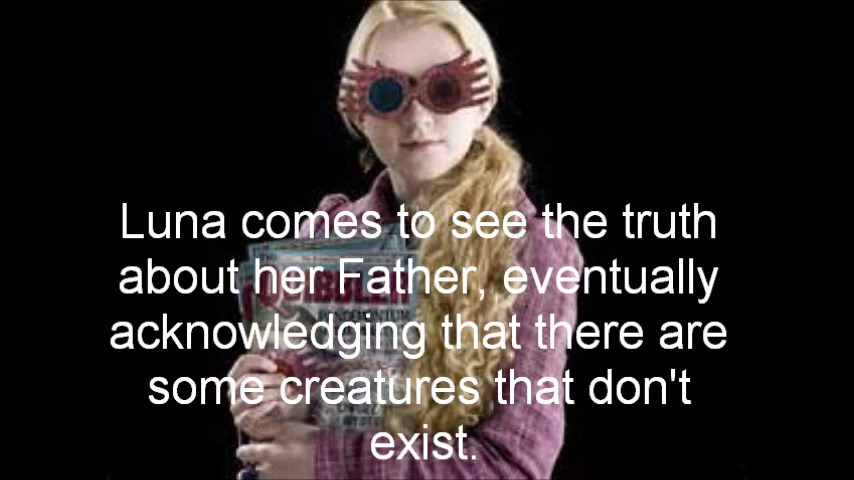 Luna comes to see the truth
about her Father, eventually
acknowledging that there are
some creatures that don't
exist.